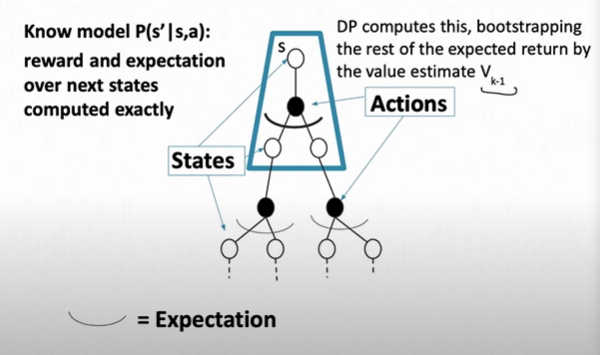 Know model P(s'|s,a):
reward and expectation
over next states
computed exactly
DP computes this, bootstrapping
the rest of the expected return by
the value estimate V k-1
S
Actions
States
= Expectation